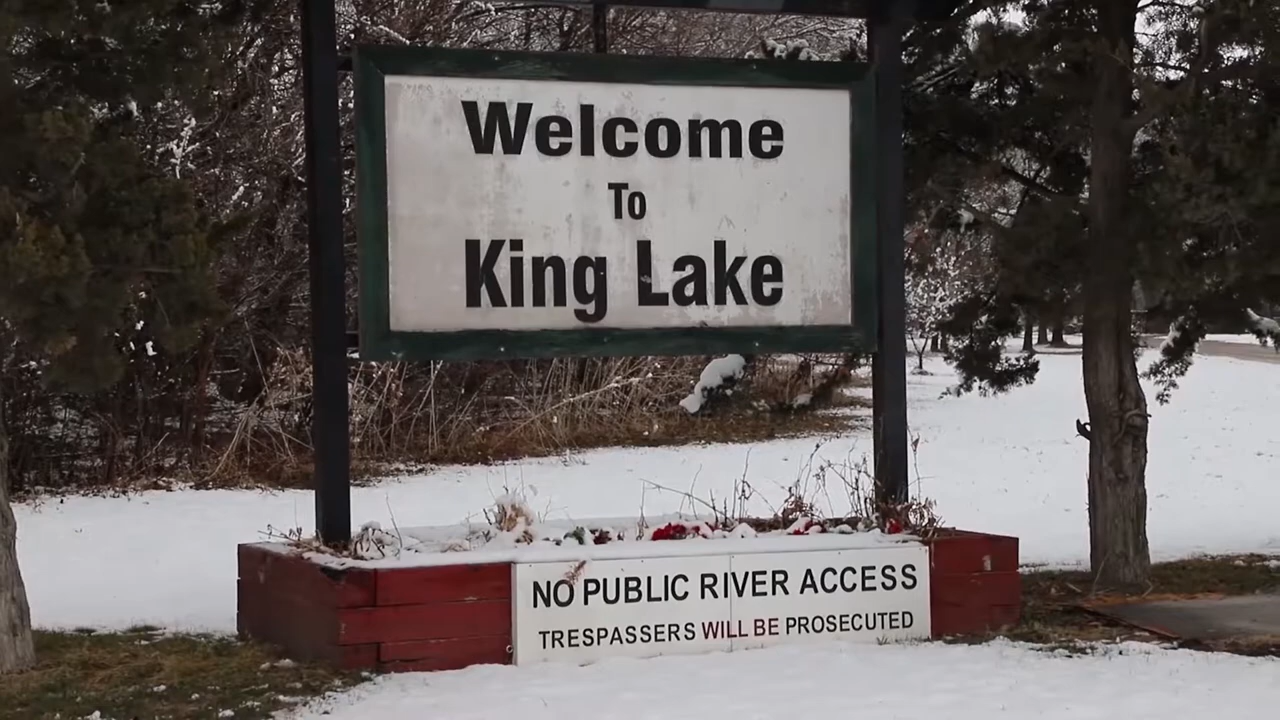 Welcome
To
King Lake
NO PUBLIC RIVER ACCESS
TRESPASSERS WILL BE PROSECUTED